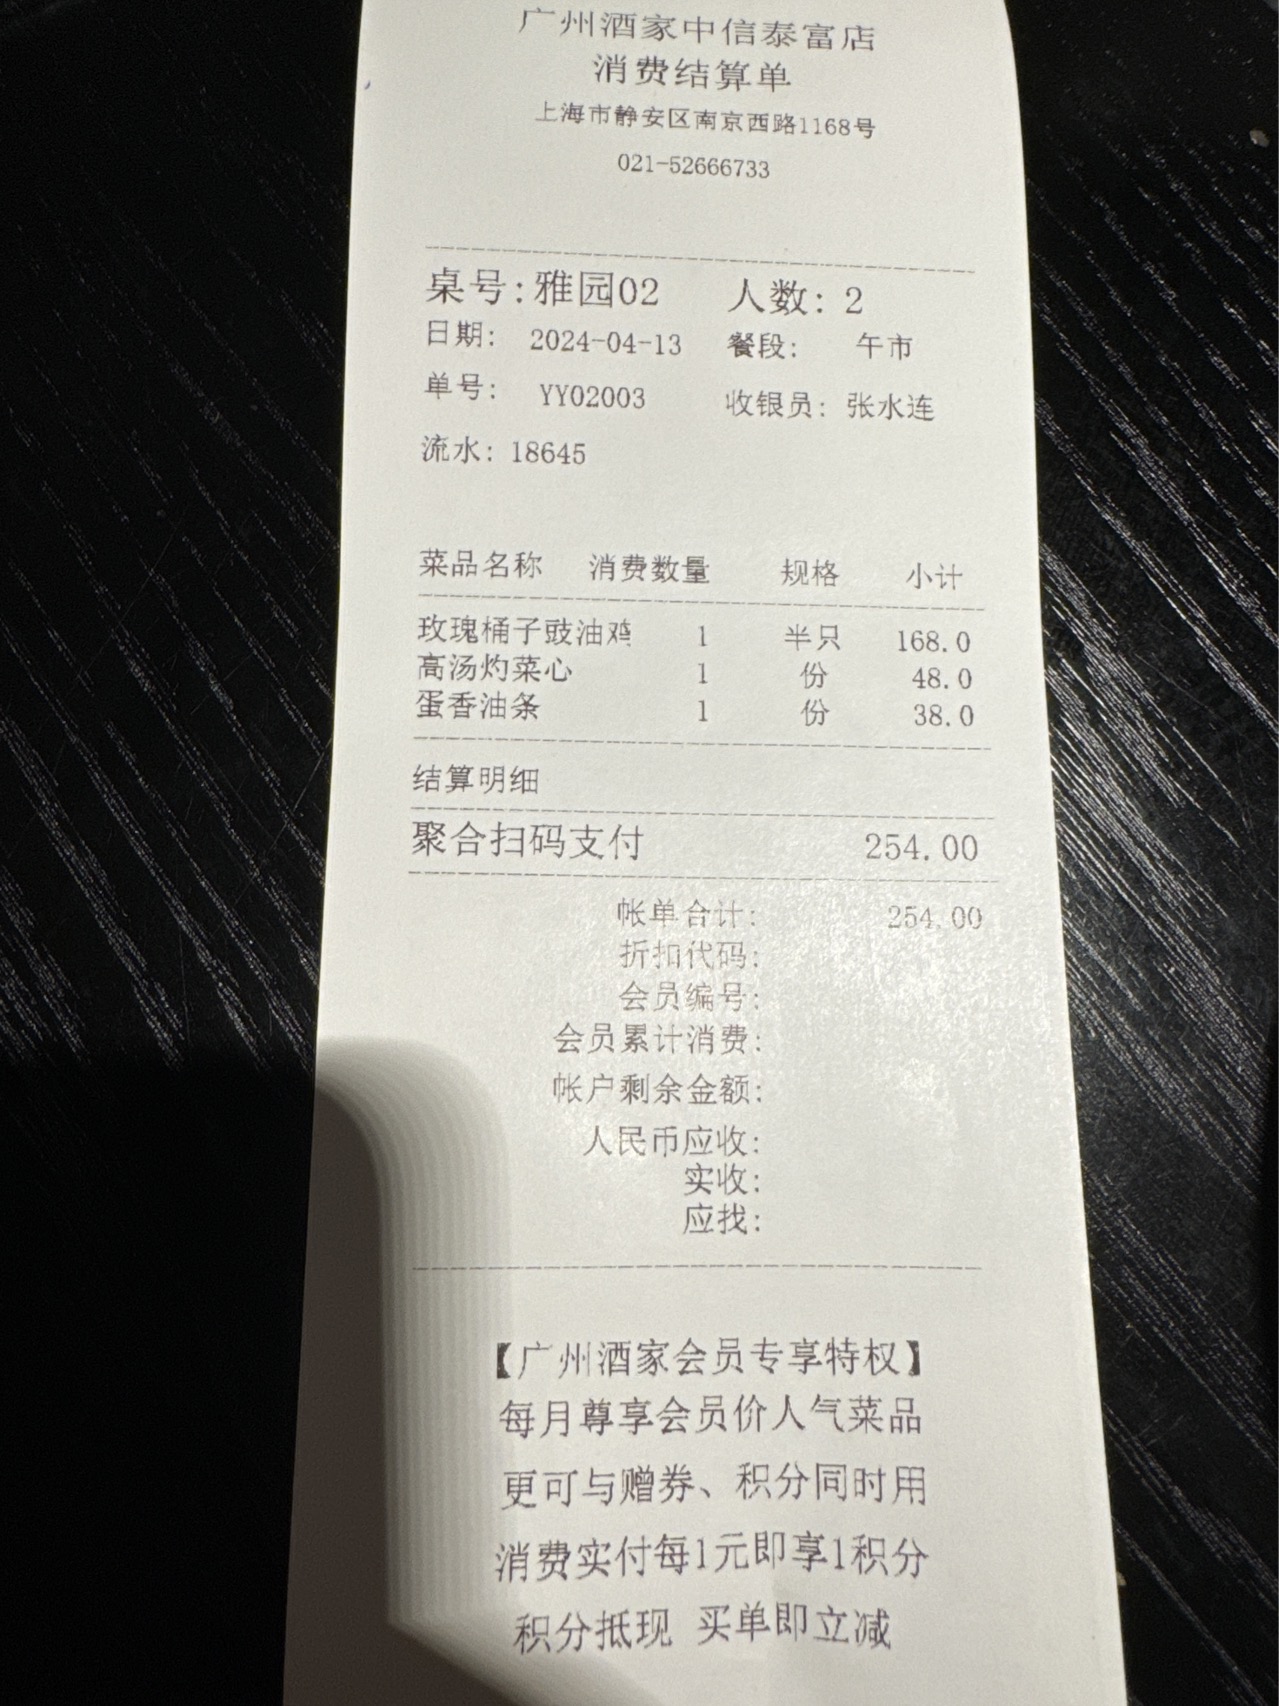 广州酒家中信泰富店
消费结算单
上海市静安区南京西路1168号
021-52666733
桌号:雅园02 人数: 2
日期: 2024-04-13 餐段: 午市
单号: YY02003 收银员: 张水连
流水: 18645
菜品名称 消费数量 规格 小计
玫瑰桶子豉油鸡 1 半只 168.0
高汤灼菜心 1 份 48.0
蛋香油条 1 份 38.0
结算明细
聚合扫码支付 254.00
帐单合计: 254.00
折扣代码:
会员编号:
会员累计消费:
帐户剩余金额:
人民币应收:
实收:
应找:
【广州酒家会员专享特权】
每月尊享会员价人气菜品
更可与赠券、积分同时用
消费实付每1元即享1积分
积分抵现 买单即立减